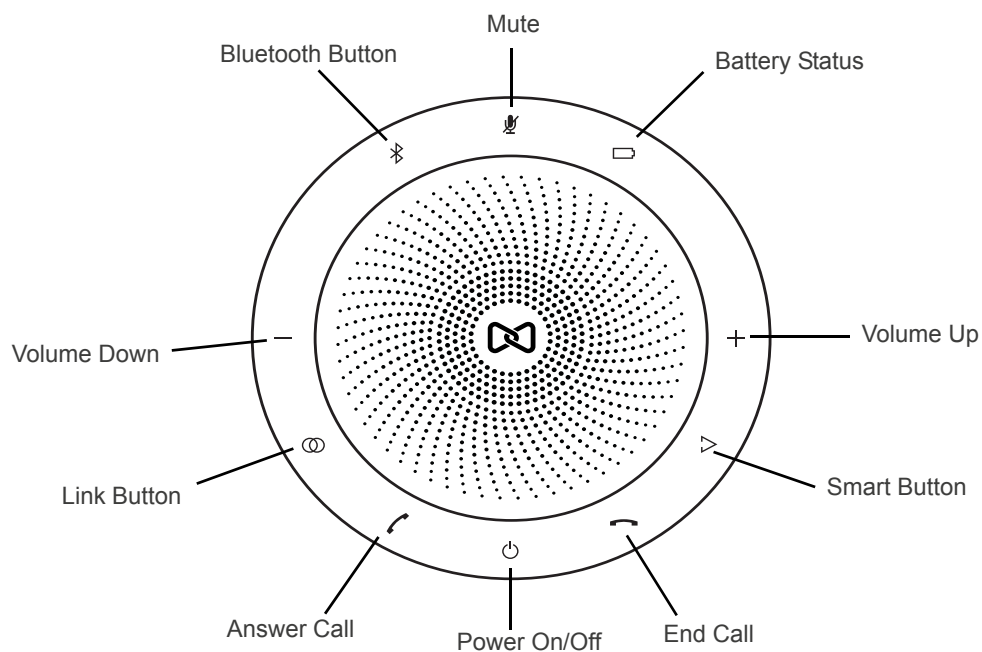 Mute
Bluetooth Button
Battery Status
Volume Up
Volume Down
Smart Button
Link Button
Answer Call
End Call
Power On/Off